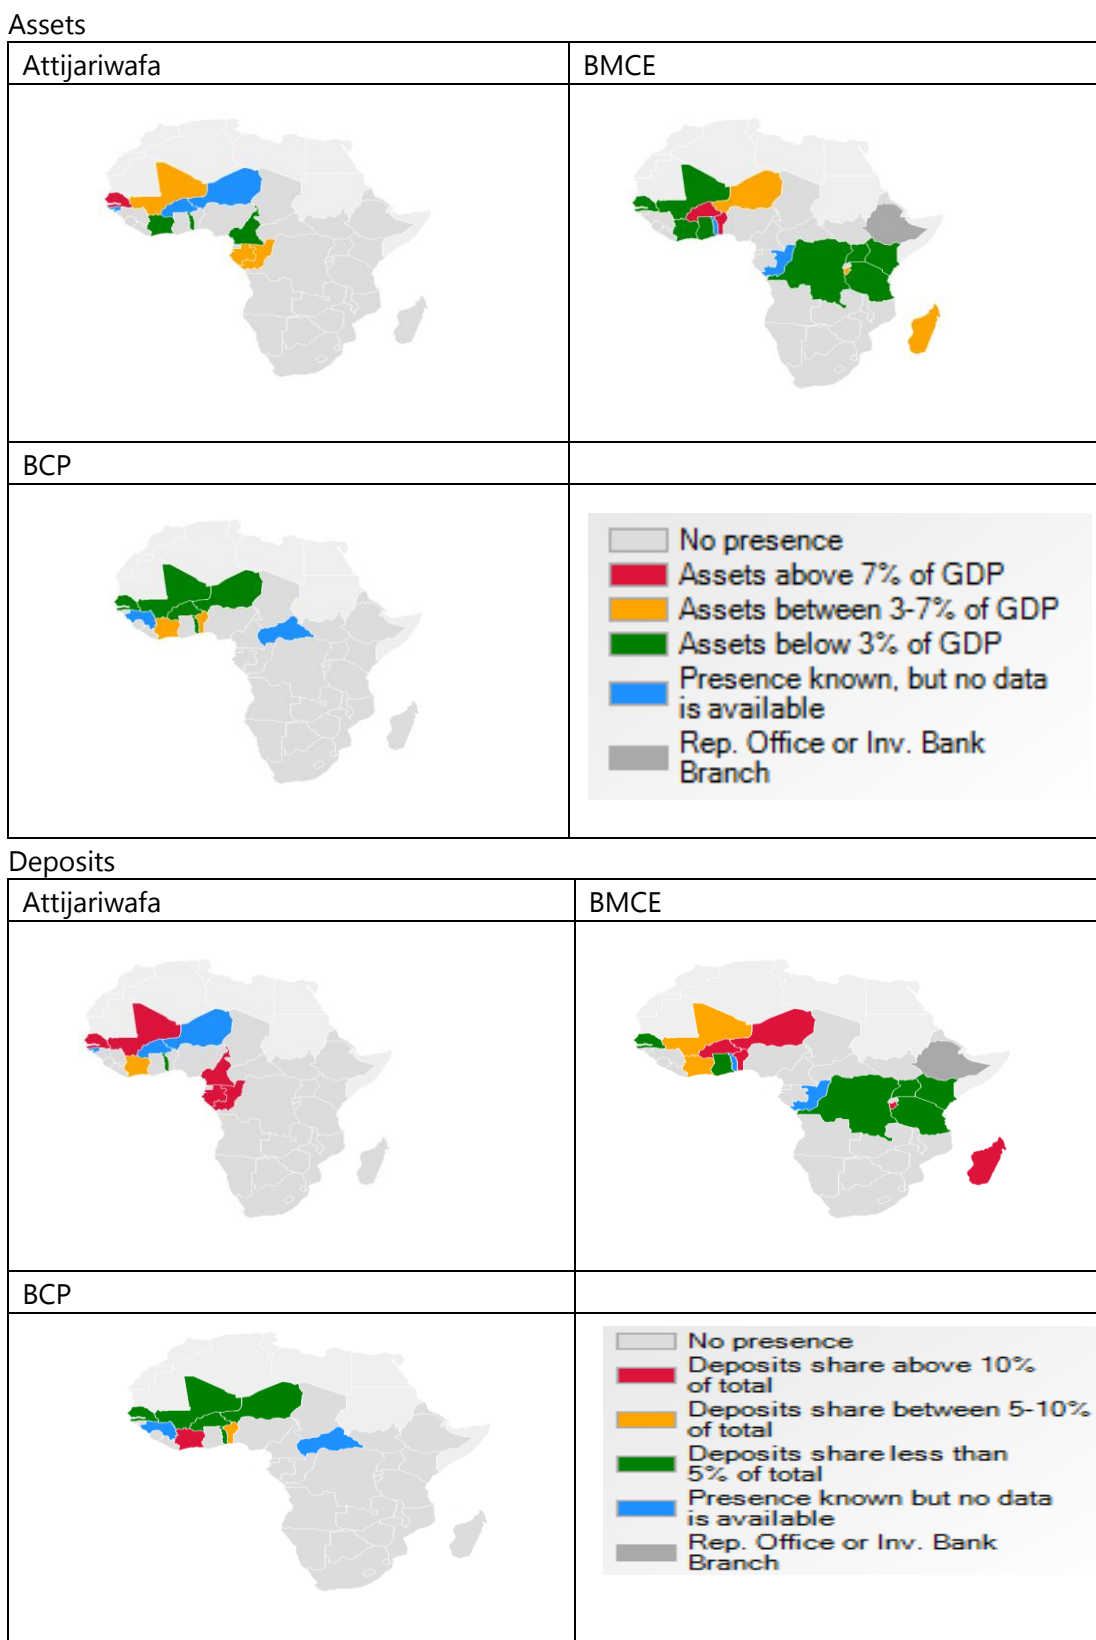 Assets
Attijariwafa
BMCE
BCP
No presence
Assets above 7% of GDP
Assets between 3-7% of GDP
Assets below 3% of GDP
Presence known, but no data
is available
Rep. Office or Inv. Bank
Branch
Deposits
Attijariwafa
BMCE
BCP
No presence
Deposits share above 10%
of total
Deposits share between 5-10%
of total
Deposits share less than
5% of total
Presence known but no data
is available
Rep. Office or Inv. Bank
Branch